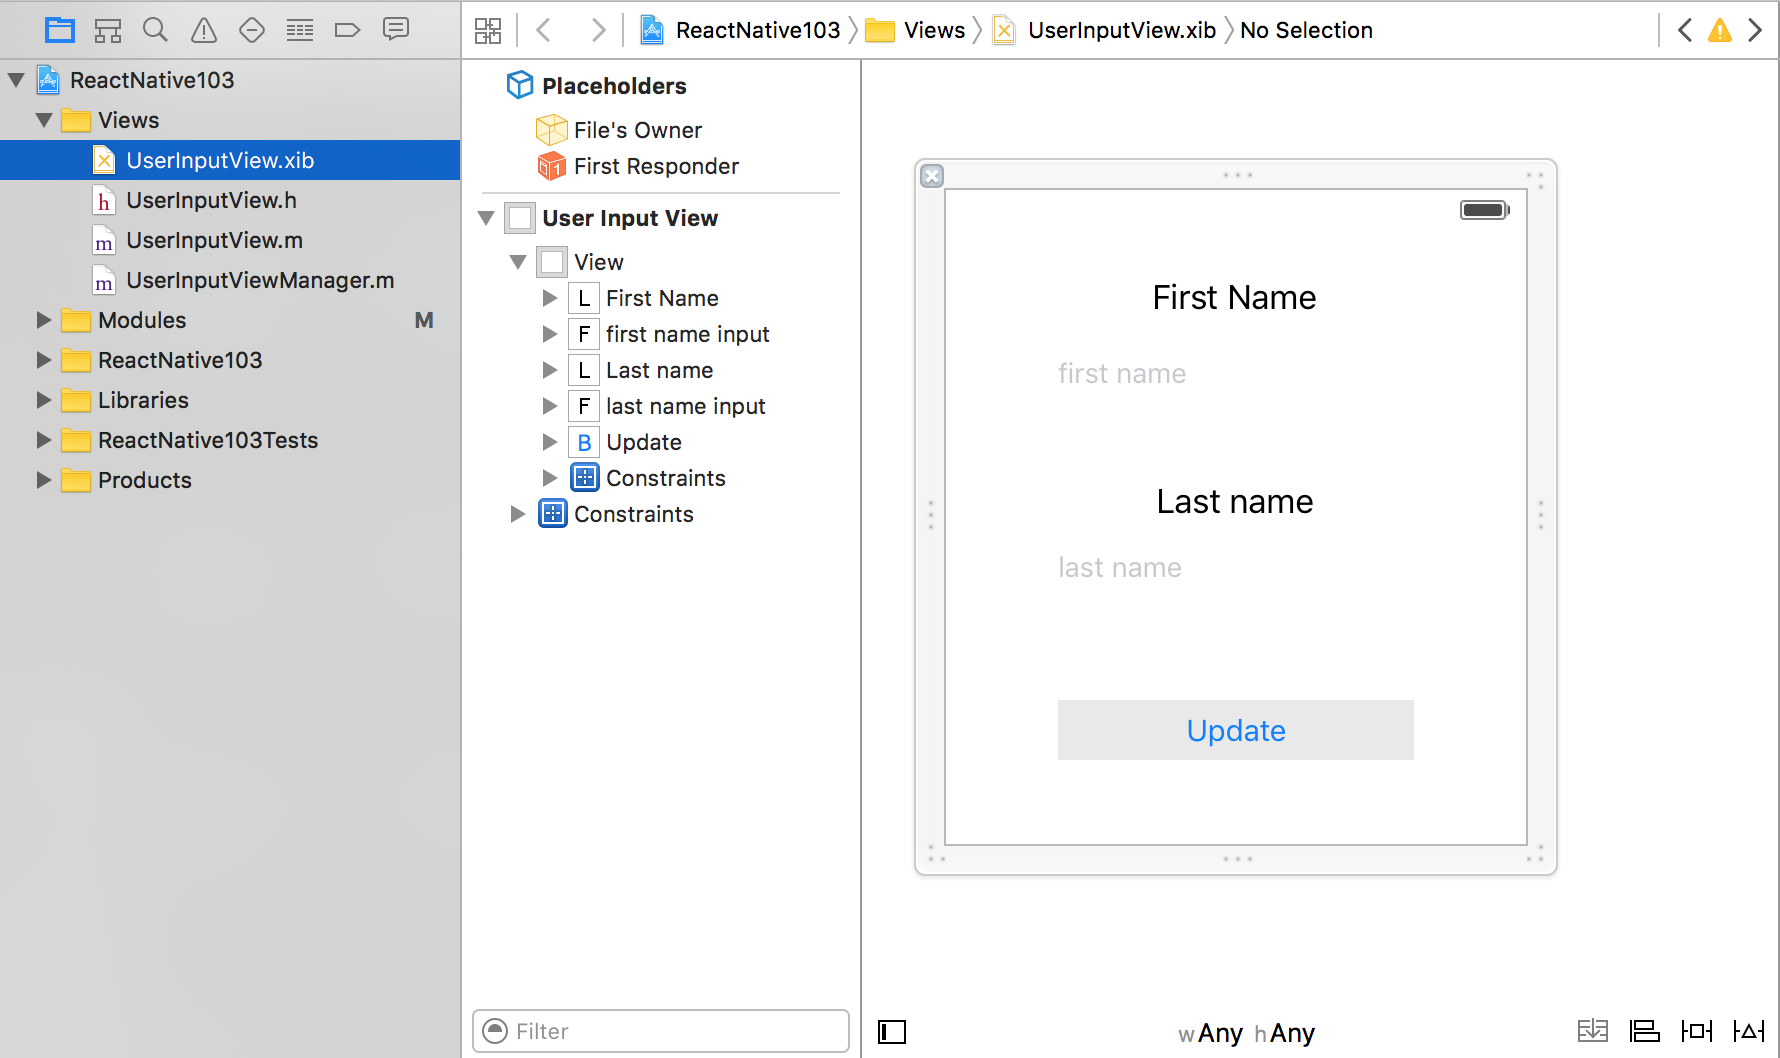 ReactNative103
Views
UserInputView.xib
UserInputView.h
UserInputView.m
UserInputViewManager.m
Modules M
ReactNative103
Libraries
ReactNative103Tests
Products
ReactNative103 Views UserInputView.xib No Selection
Placeholders
File's Owner
First Responder
User Input View
View
L First Name
F first name input
L Last name
F last name input
B Update
Constraints
Constraints
Filter
First Name
first name
Last name
last name
Update
wAny hAny